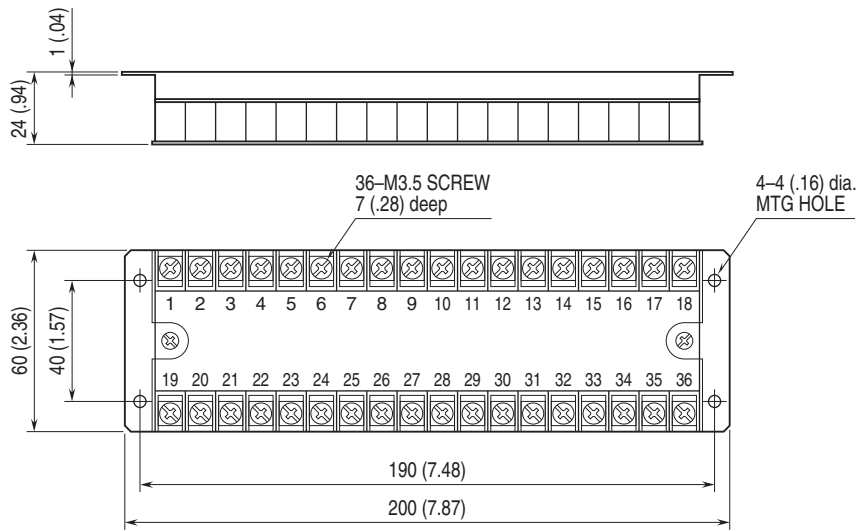 1 (.04)
24 (.94)
36–M3.5 SCREW
7 (.28) deep
4–4 (.16) dia.
MTG HOLE
60 (2.36)
40 (1.57)
1 2 3 4 5 6 7 8 9 10 11 12 13 14 15 16 17 18
19 20 21 22 23 24 25 26 27 28 29 30 31 32 33 34 35 36
190 (7.48)
200 (7.87)